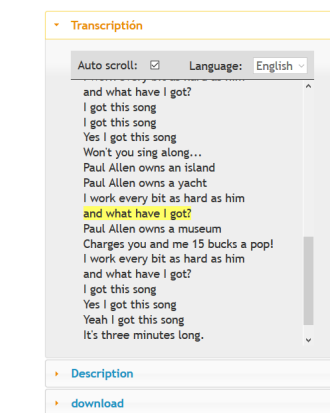 Transcripción
Auto scroll: Language: English
and what have I got?
I got this song
I got this song
Yes I got this song
Won't you sing along...
Paul Allen owns an island
Paul Allen owns a yacht
I work every bit as hard as him
and what have I got?
Paul Allen owns a museum
Charges you and me 15 bucks a pop!
I work every bit as hard as him
and what have I got?
I got this song
Yes I got this song
Yeah I got this song
It's three minutes long.
Description
download